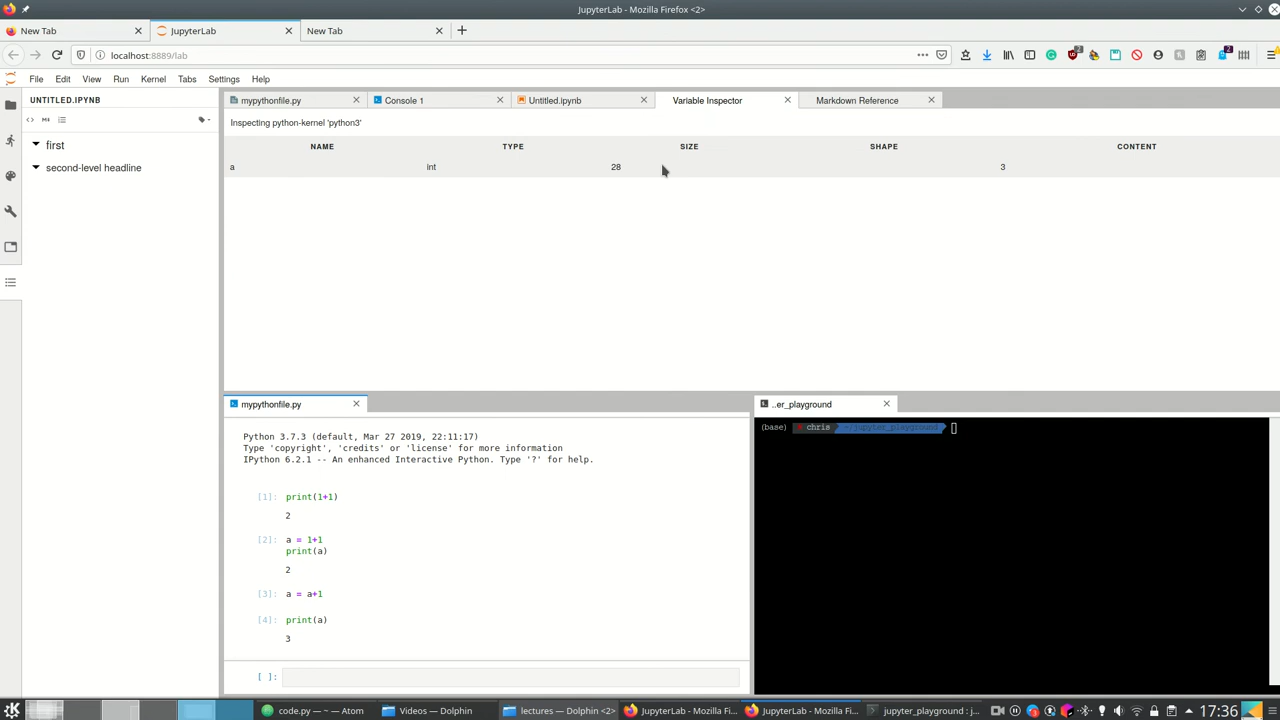 JupyterLab - Mozilla Firefox <2>
New Tab
JupyterLab
New Tab
localhost:8889/lab
2
2
File Edit View Run Kernel Tabs Settings Help
UNTITLED.IPYNB
first
second-level headline
mypythonfile.py
Console 1
Untitled.ipynb
Variable Inspector
Markdown Reference
Inspecting python-kernel 'python3'
NAME TYPE SIZE SHAPE CONTENT
a int 28 3
mypythonfile.py
Python 3.7.3 (default, Mar 27 2019, 22:11:17)
Type 'copyright', 'credits' or 'license' for more information
IPython 6.2.1 -- An enhanced Interactive Python. Type '?' for help.
[1]: print(1+1)
2
[2]: a = 1+1
print(a)
2
[3]: a = a+1
[4]: print(a)
3
[ ]:
..er_playground
(base) chris ~/jupyter_playground
code.py — ~ — Atom
Videos — Dolphin
lectures — Dolphin <2>
JupyterLab - Mozilla Fi...
JupyterLab - Mozilla Fi...
jupyter_playground : j...
17:36